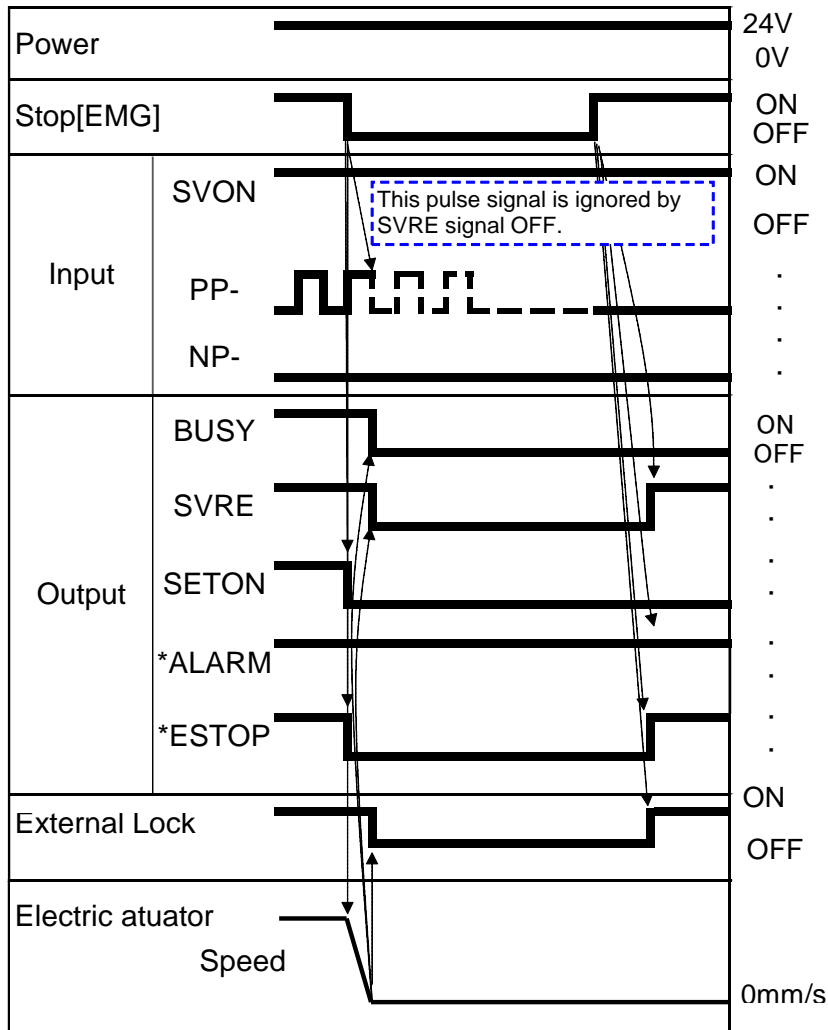 Power
24V
0V
Stop[EMG]
ON
OFF
Input
SVON
ON
OFF
This pulse signal is ignored by
SVRE signal OFF.
PP-
NP-
Output
BUSY
ON
OFF
SVRE
SETON
*ALARM
*ESTOP
External Lock
ON
OFF
Electric atuator
Speed
0mm/s